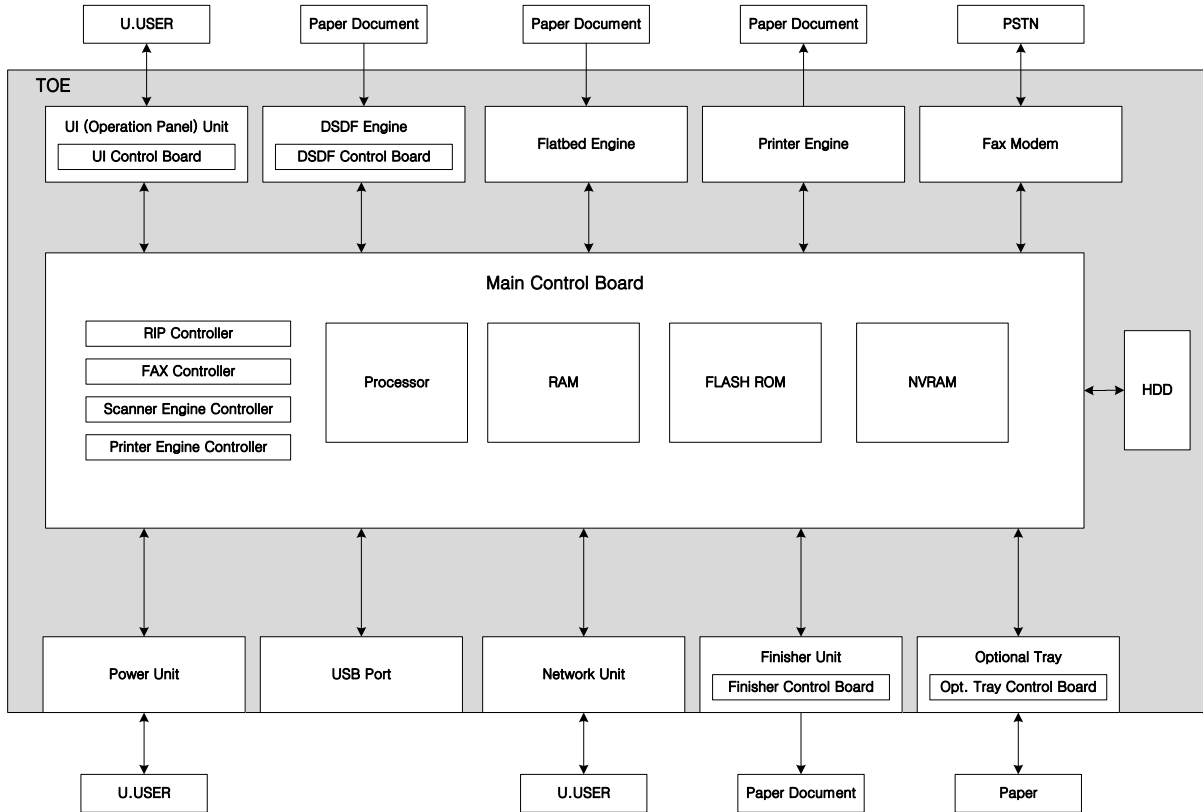 U.USER
Paper Document
Paper Document
Paper Document
PSTN
TOE
UI (Operation Panel) Unit
UI Control Board
DSDF Engine
DSDF Control Board
Flatbed Engine
Printer Engine
Fax Modem
Main Control Board
RIP Controller
FAX Controller
Scanner Engine Controller
Printer Engine Controller
Processor
RAM
FLASH ROM
NVRAM
HDD
Power Unit
USB Port
Network Unit
Finisher Unit
Finisher Control Board
Optional Tray
Opt. Tray Control Board
U.USER
U.USER
Paper Document
Paper